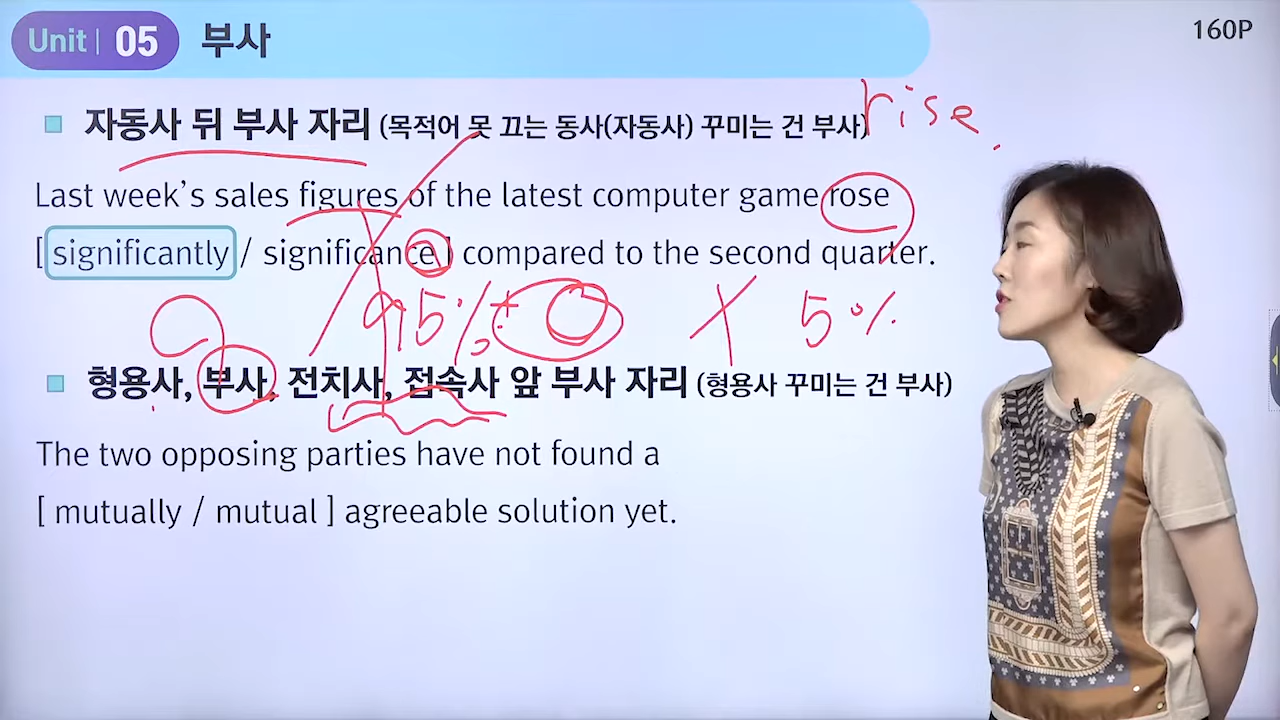 Unit 05 부사
160P
자동사 뒤 부사 자리 (목적어 못 끄는 동사(자동사) 꾸미는 건 부사)
rise
Last week's sales figures of the latest computer game rose
[ significantly / significance ] compared to the second quarter.
95% 5%
형용사, 부사, 전치사, 접속사 앞 부사 자리 (형용사 꾸미는 건 부사)
The two opposing parties have not found a
[ mutually / mutual ] agreeable solution yet.